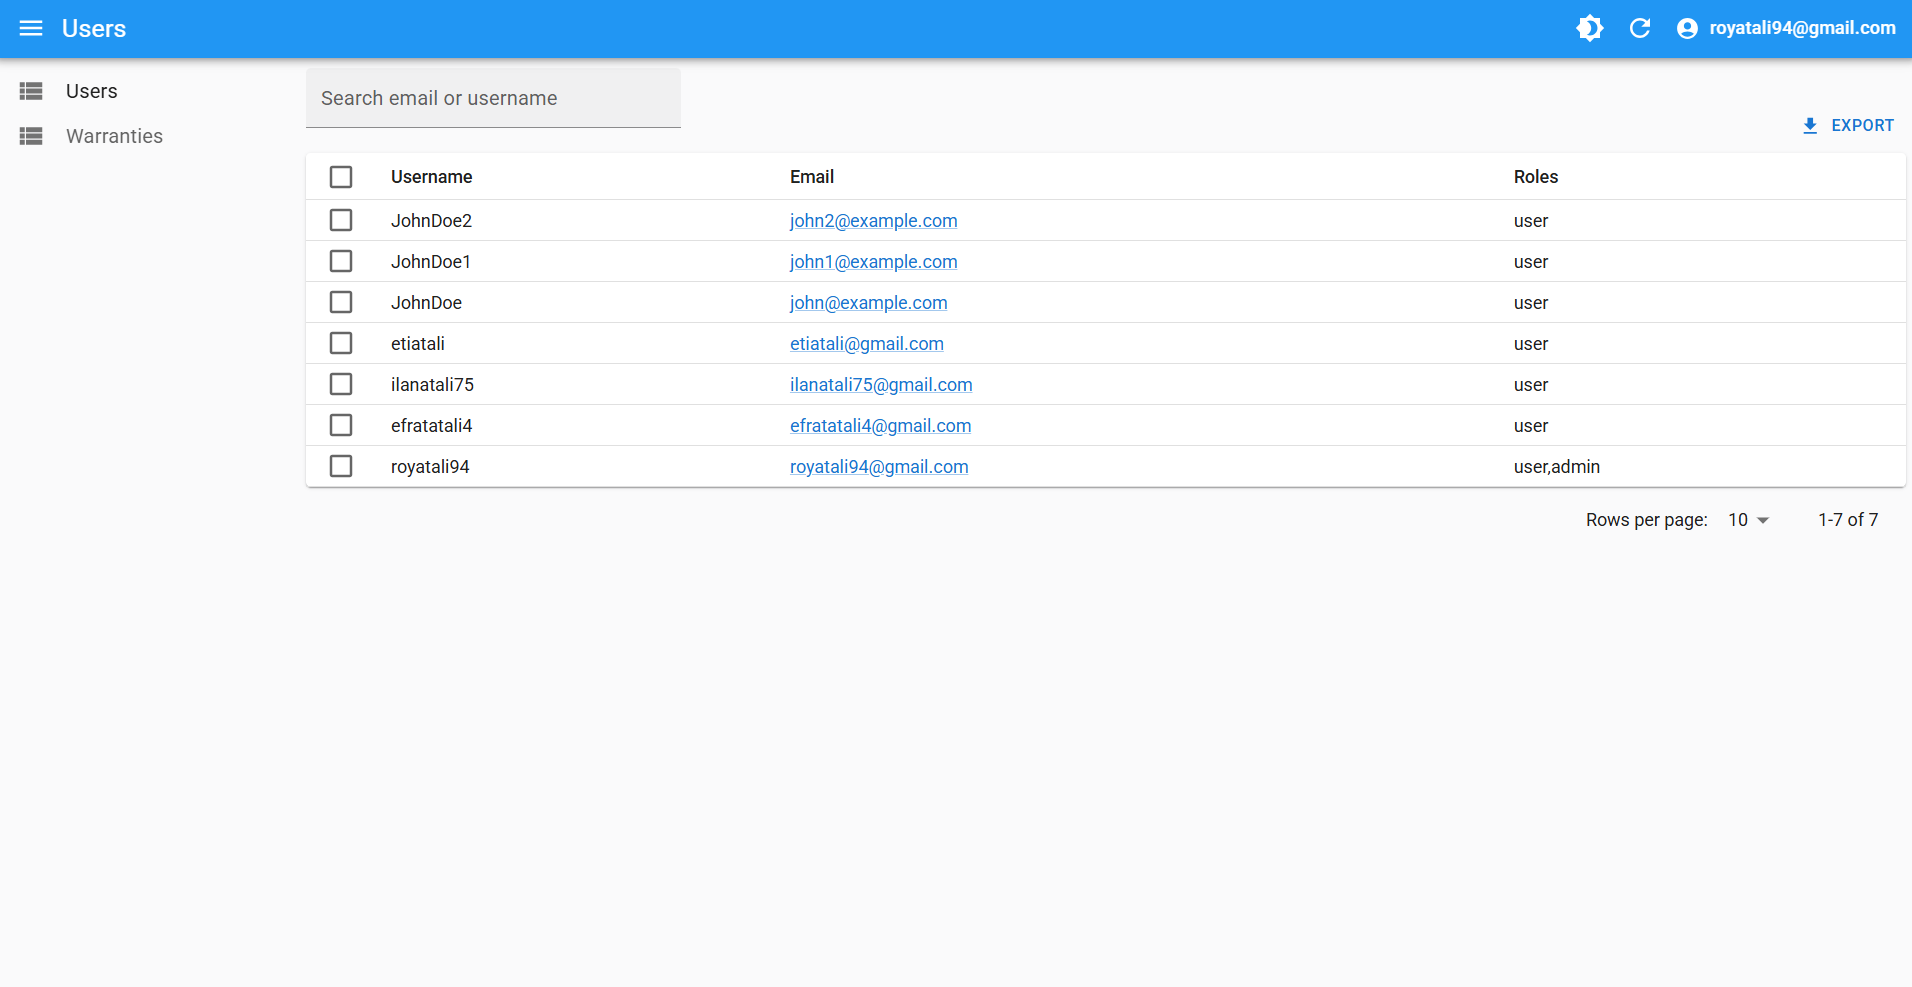 Users
royatali94@gmail.com
Users
Warranties
Search email or username
EXPORT
Username Email Roles
JohnDoe2 john2@example.com user
JohnDoe1 john1@example.com user
JohnDoe john@example.com user
etiatali etiatali@gmail.com user
ilanatali75 ilanatali75@gmail.com user
efratatali4 efratatali4@gmail.com user
royatali94 royatali94@gmail.com user,admin
Rows per page: 10 1-7 of 7